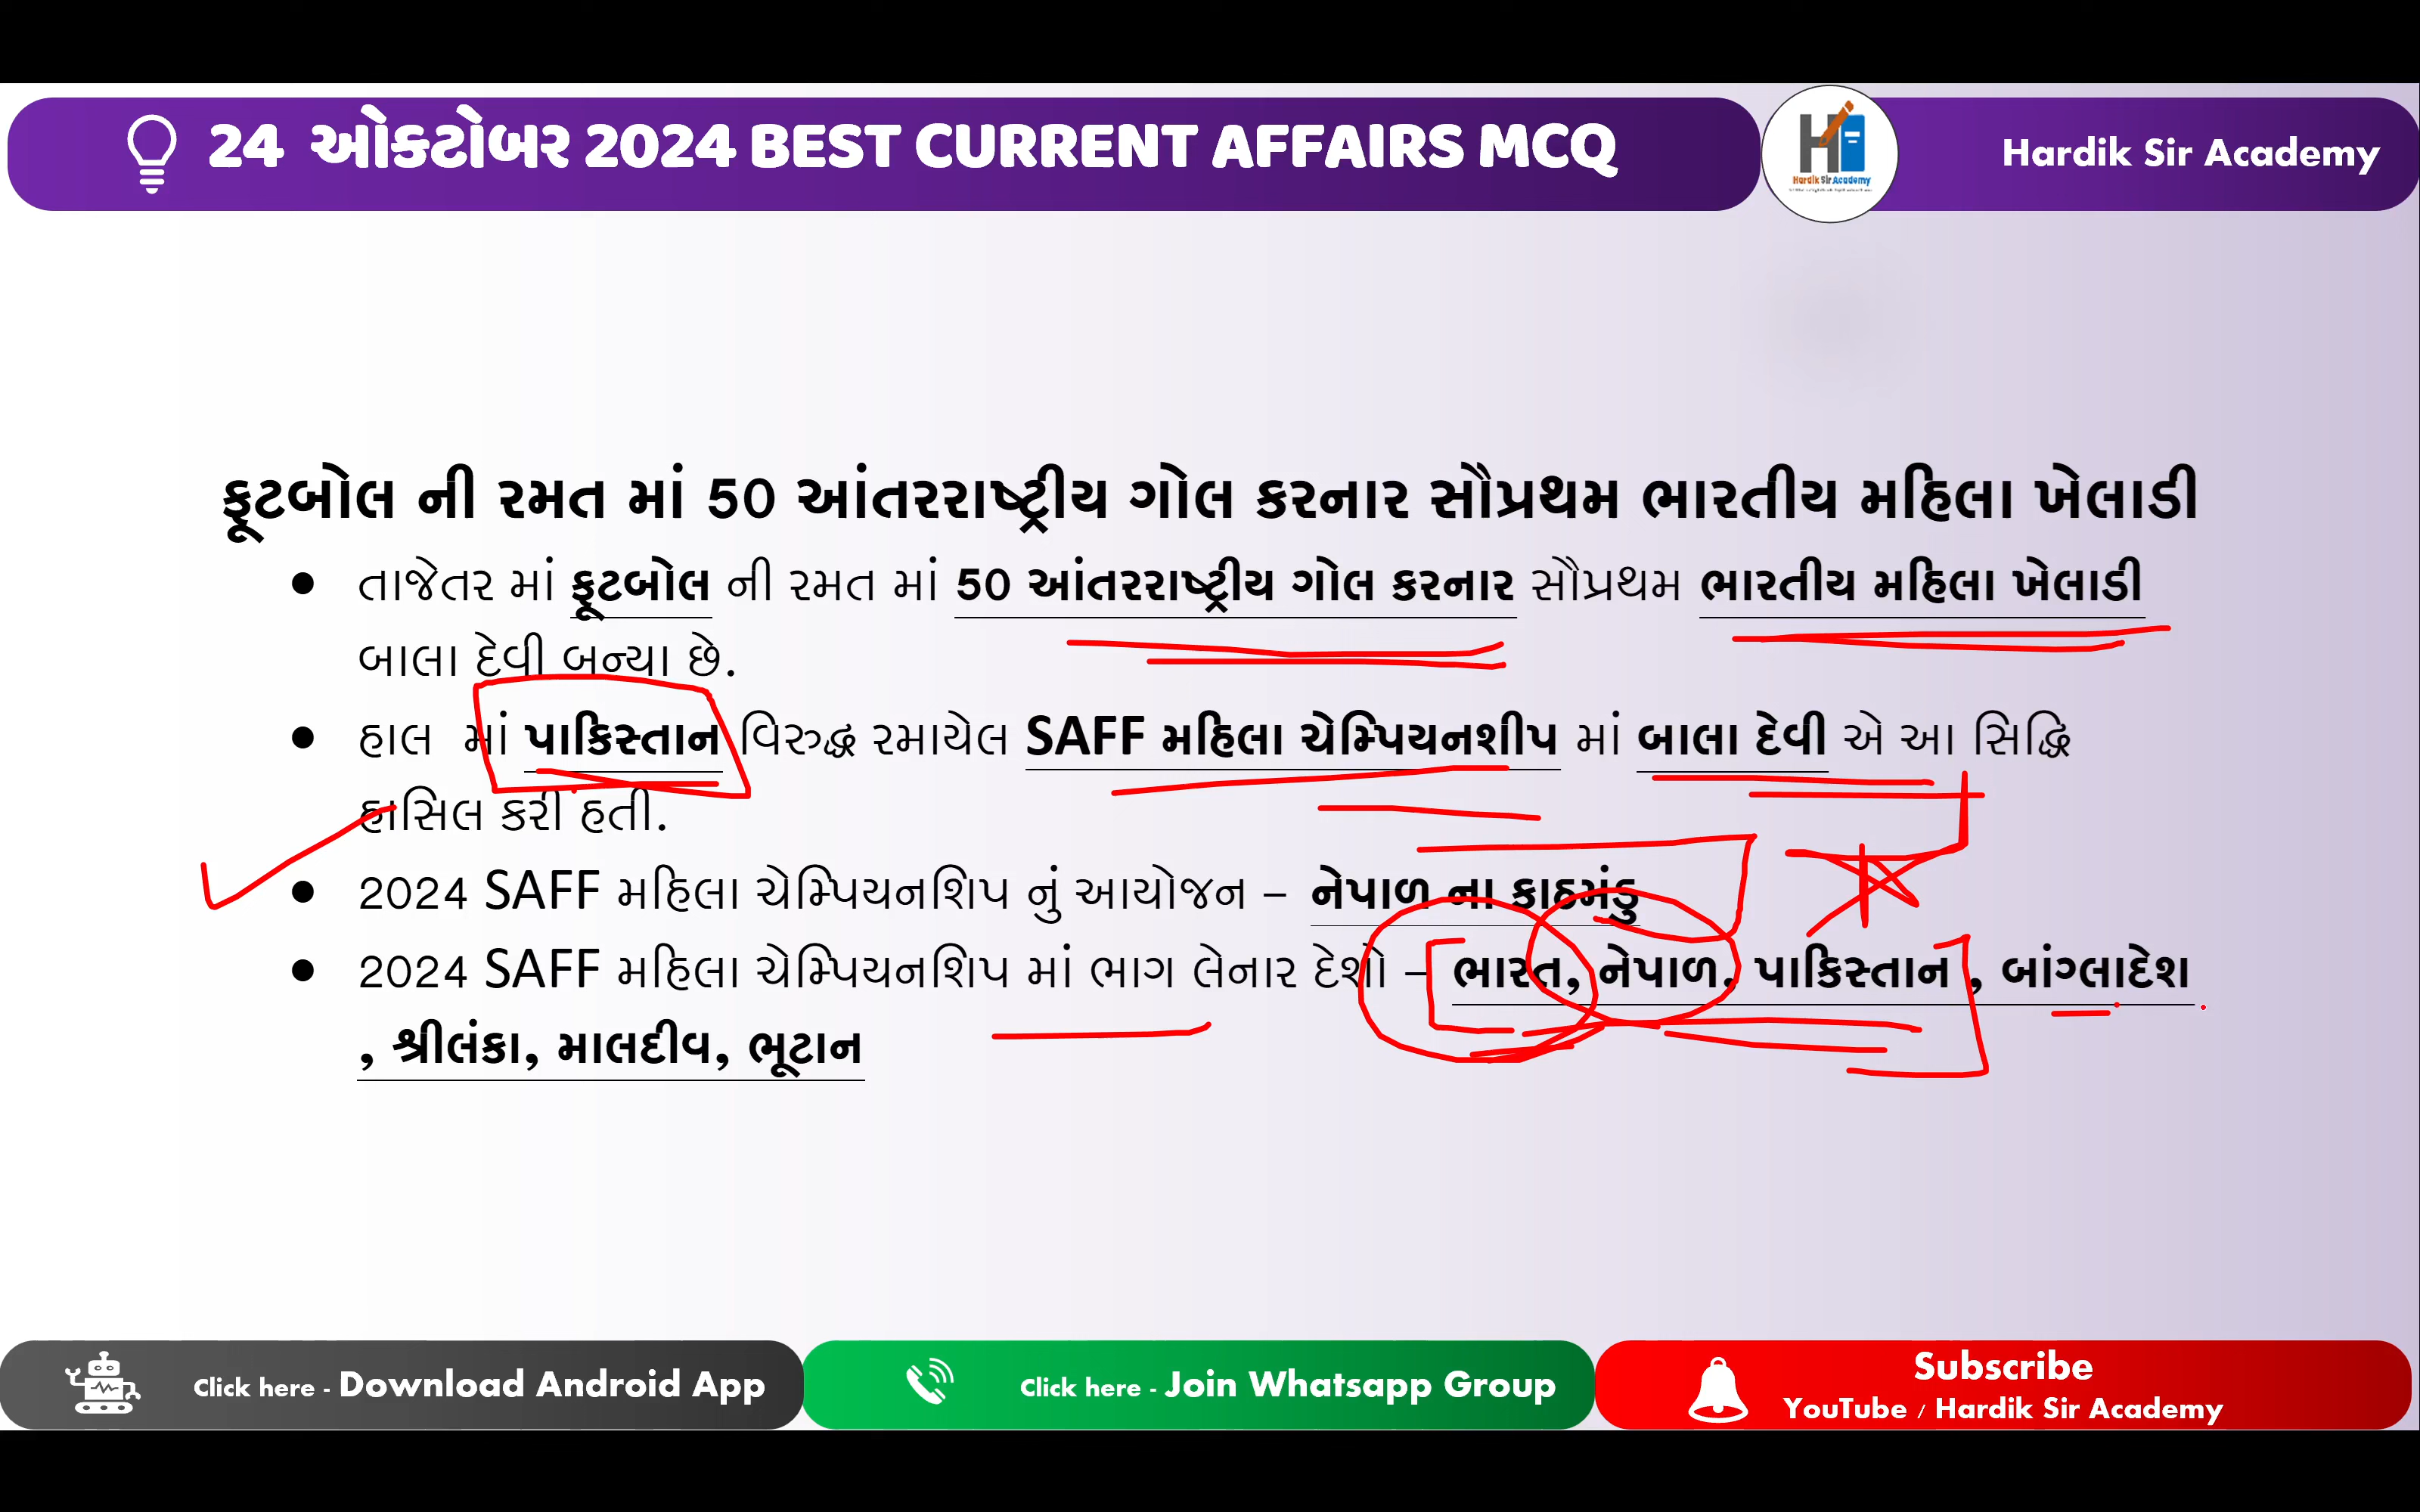 24 ઓક્ટોબર 2024 BEST CURRENT AFFAIRS MCQ
Hardik Sir Academy
Hardik Sir Academy
ફૂટબોલ ની રમત માં 50 આંતરરાષ્ટ્રીય ગોલ કરનાર સૌપ્રથમ ભારતીય મહિલા ખેલાડી
● તાજેતર માં ફૂટબોલ ની રમત માં 50 આંતરરાષ્ટ્રીય ગોલ કરનાર સૌપ્રથમ ભારતીય મહિલા ખેલાડી
બાલા દેવી બન્યા છે.
● હાલ માં પાકિસ્તાન વિરુદ્ધ રમાયેલ SAFF મહિલા ચેમ્પિયનશીપ માં બાલા દેવી એ આ સિદ્ધિ
હાસિલ કરી હતી.
● 2024 SAFF મહિલા ચેમ્પિયનશિપ નું આયોજન – નેપાળ ના કાઠમંડુ
● 2024 SAFF મહિલા ચેમ્પિયનશિપ માં ભાગ લેનાર દેશો – ભારત, નેપાળ, પાકિસ્તાન , બાંગ્લાદેશ
, શ્રીલંકા, માલદીવ, ભૂટાન
Click here - Download Android App
Click here - Join Whatsapp Group
Subscribe
YouTube / Hardik Sir Academy